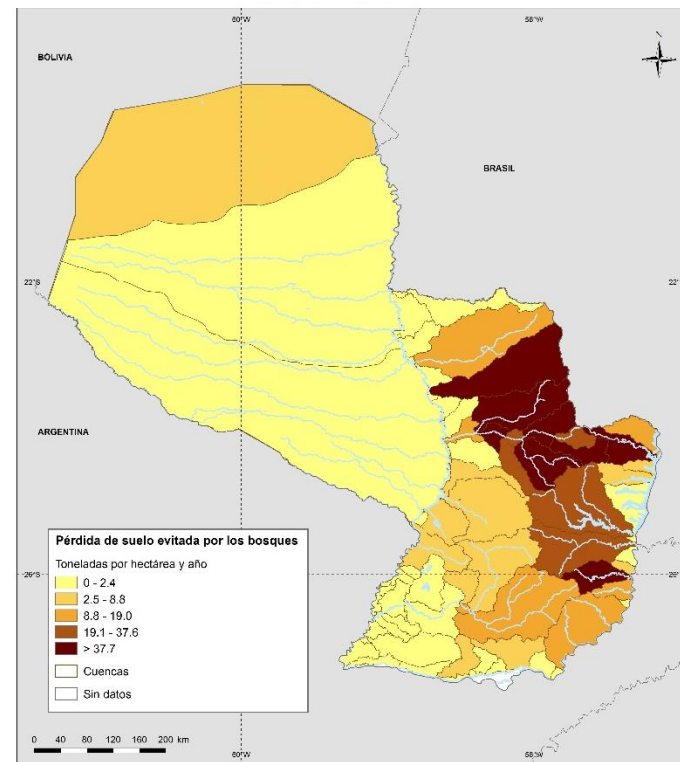 60°W
58°W
BOLIVIA
BRASIL
22°S
22°
ARGENTINA
Pérdida de suelo evitada por los bosques
Toneladas por hectárea y año
0 - 2.4
2.5 - 8.8
8.8 - 19.0
19.1 - 37.6
> 37.7
Cuencas
Sin datos
26°S
26°
0 40 80 120 160 200 km
60°W
58°W